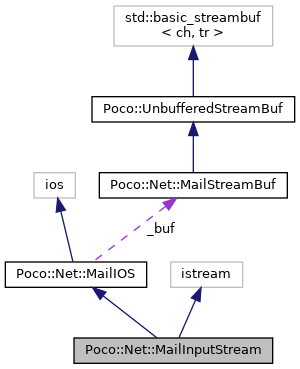 std::basic_streambuf
< ch, tr >
Poco::UnbufferedStreamBuf
ios
Poco::Net::MailStreamBuf
_buf
Poco::Net::MailIOS
istream
Poco::Net::MailInputStream